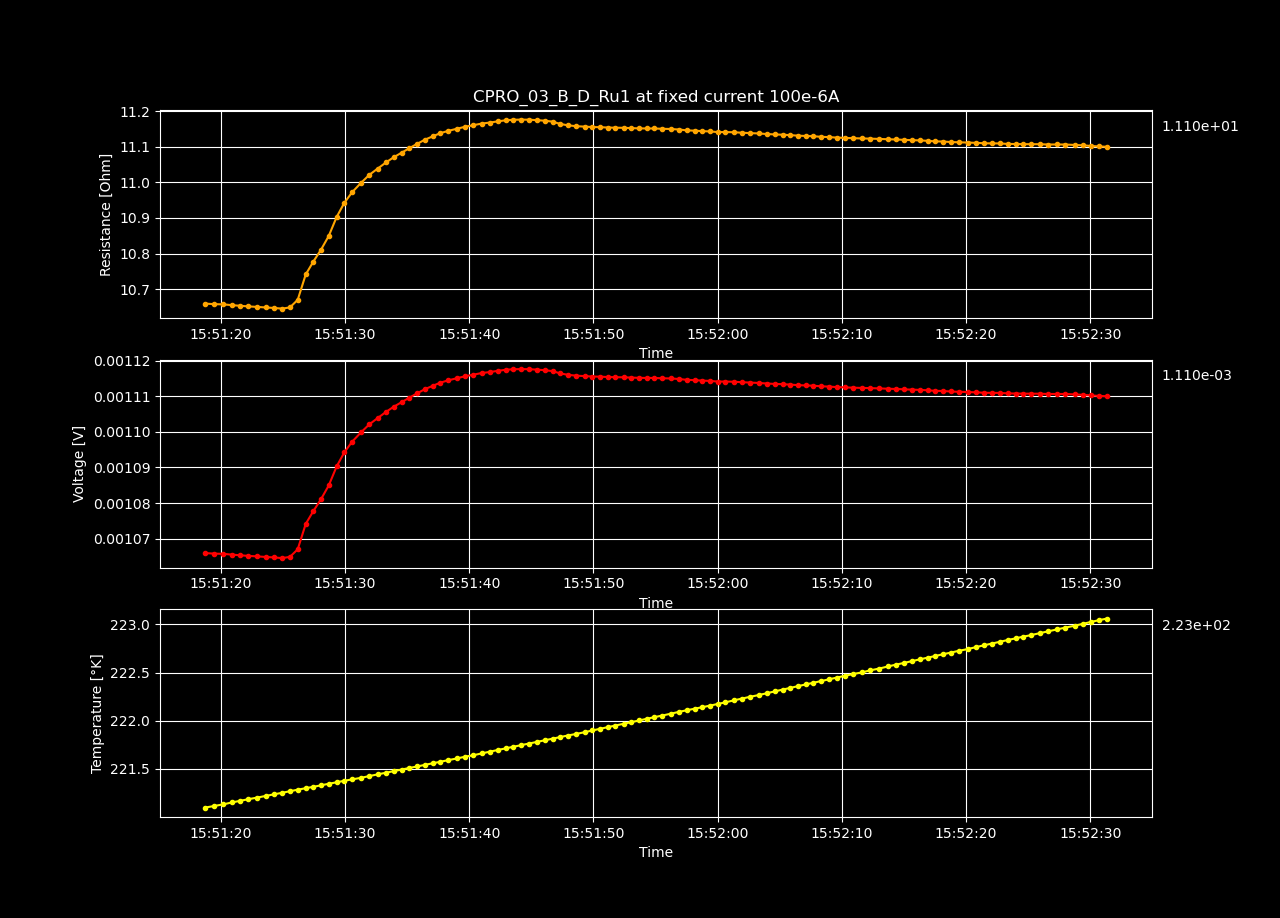 CPRO_03_B_D_Ru1 at fixed current 100e-6A
Resistance [Ohm]
11.2
11.1
11.0
10.9
10.8
10.7
1.110e+01
15:51:20 15:51:30 15:51:40 15:51:50 15:52:00 15:52:10 15:52:20 15:52:30
Time
Voltage [V]
0.00112
0.00111
0.00110
0.00109
0.00108
0.00107
1.110e-03
15:51:20 15:51:30 15:51:40 15:51:50 15:52:00 15:52:10 15:52:20 15:52:30
Time
Temperature [°K]
223.0
222.5
222.0
221.5
2.23e+02
15:51:20 15:51:30 15:51:40 15:51:50 15:52:00 15:52:10 15:52:20 15:52:30
Time